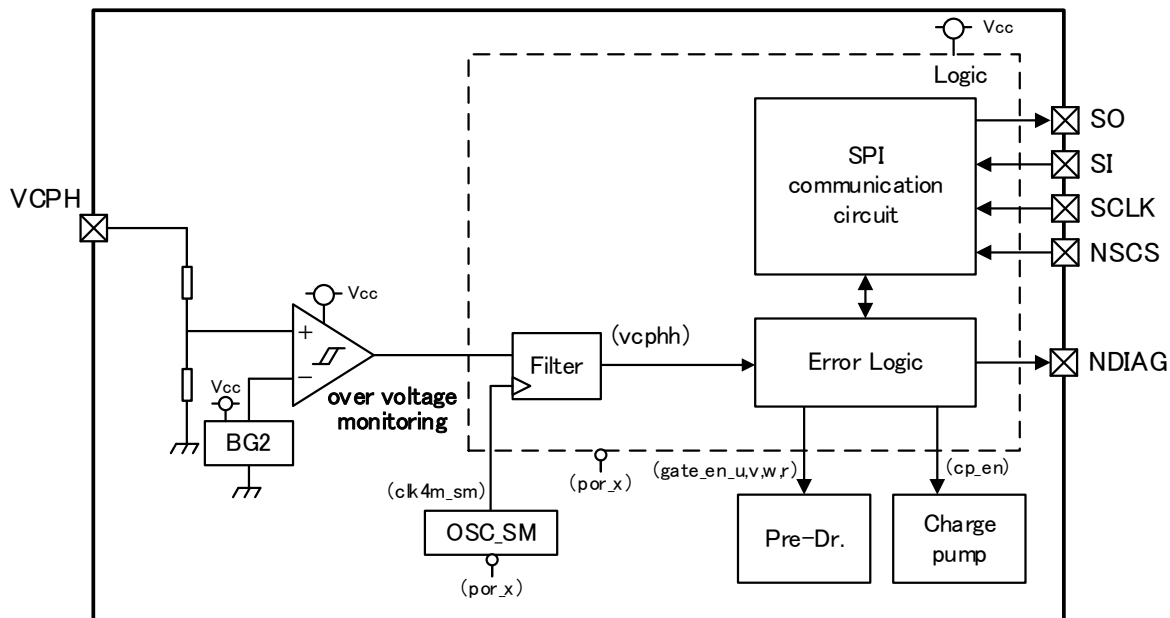 Vcc
Logic
SPI
communication
circuit
SO
SI
SCLK
NSCS
VCPH
Vcc
+
−
Filter
(vcphh)
Error Logic
NDIAG
over voltage
monitoring
Vcc
BG2
(clk4m_sm)
(por_x)
(gate_en_u,v,w,r)
(cp_en)
OSC_SM
(por_x)
Pre-Dr.
Charge
pump